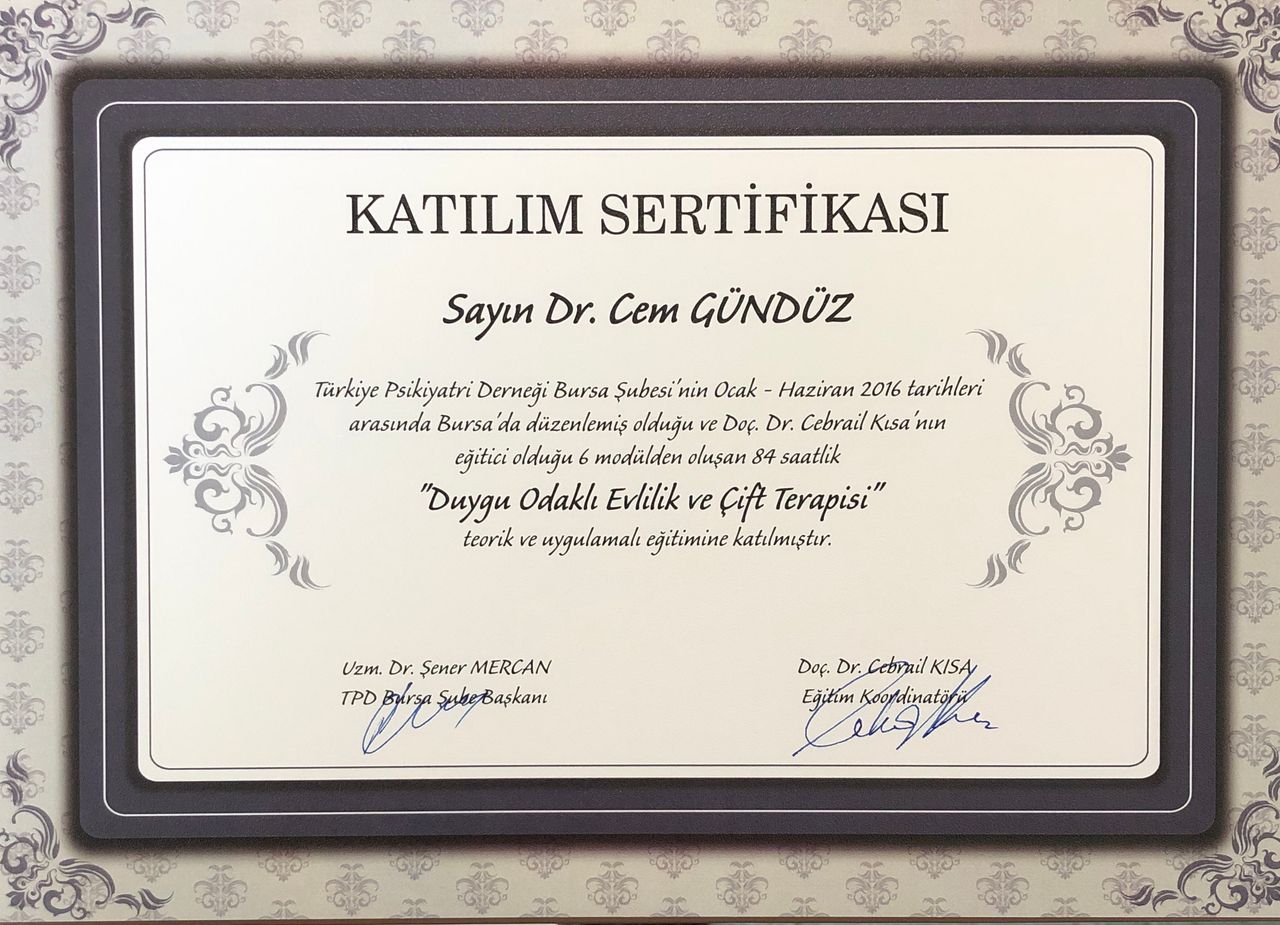 KATILIM SERTİFİKASI
Sayın Dr. Cem GÜNDÜZ
Türkiye Psikiyatri Derneği Bursa Şubesi'nin Ocak - Haziran 2016 tarihleri
arasında Bursa'da düzenlemiş olduğu ve Doç. Dr. Cebrail Kısa'nın
eğitici olduğu 6 modülden oluşan 84 saatlik
"Duygu Odaklı Evlilik ve Çift Terapisi"
teorik ve uygulamalı eğitimine katılmıştır.
Uzm. Dr. Şener MERCAN
TPD Bursa Şube Başkanı
Doç. Dr. Cebrail KISA
Eğitim Koordinatörü